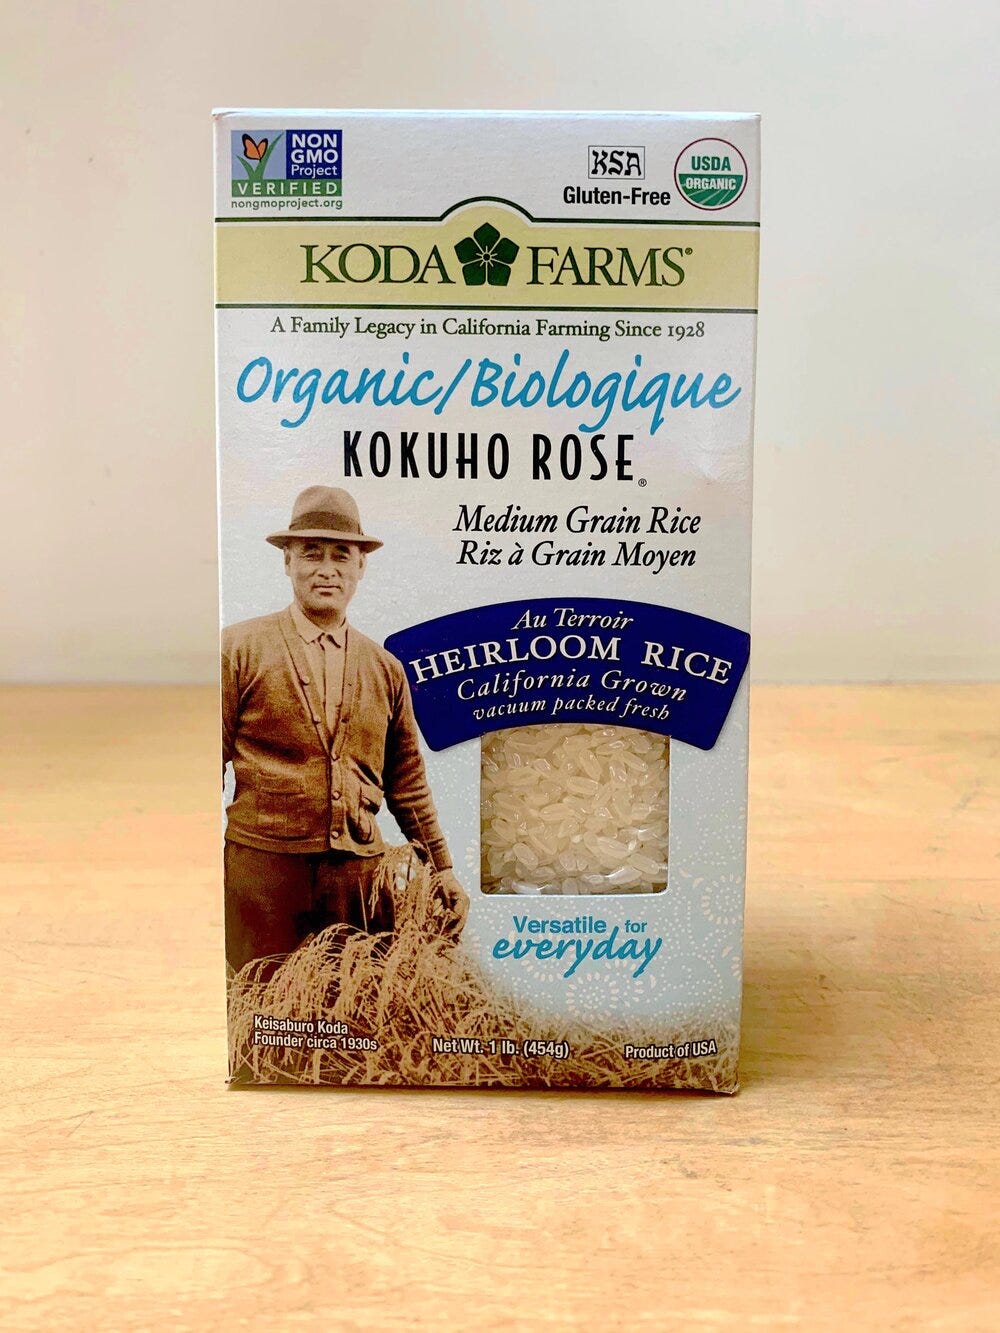 NON
GMO
Project
VERIFIED
nongmoproject.org
KSA
Gluten-Free
USDA
ORGANIC
KODA FARMS®
A Family Legacy in California Farming Since 1928
Organic/Biologique
KOKUHO ROSE®
Medium Grain Rice
Riz à Grain Moyen
Au Terroir
HEIRLOOM RICE
California Grown
vacuum packed fresh
Versatile for
everyday
Keisaburo Koda
Founder circa 1930s
Net Wt. 1 lb. (454g)
Product of USA